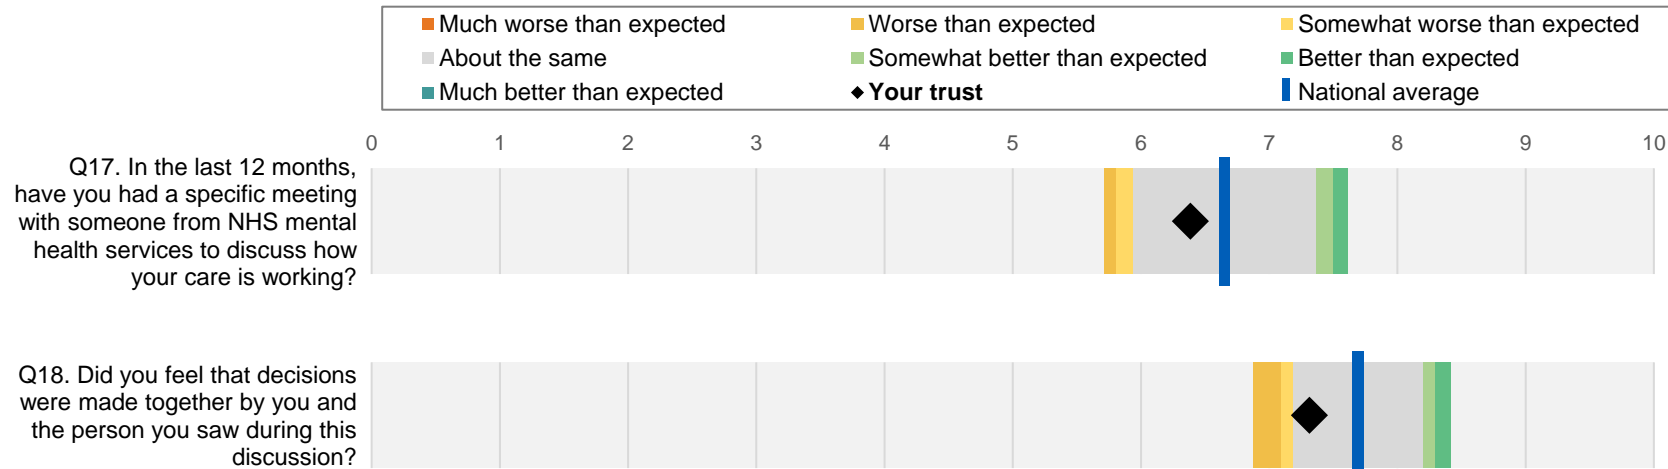 Much worse than expected
Worse than expected
Somewhat worse than expected
About the same
Somewhat better than expected
Better than expected
Much better than expected
Your trust
National average
0 1 2 3 4 5 6 7 8 9 10
Q17. In the last 12 months,
have you had a specific meeting
with someone from NHS mental
health services to discuss how
your care is working?
Q18. Did you feel that decisions
were made together by you and
the person you saw during this
discussion?